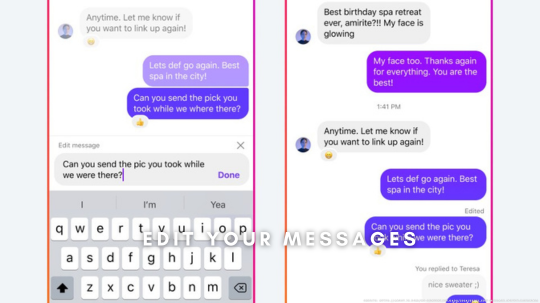 Anytime. Let me know if
you want to link up again!
Lets def go again. Best
spa in the city!
Can you send the pick you
took while we where there?
Edit message
Can you send the pic you took while
we were there?
Done
I I'm Yea
q w e r t y u i o p
a s d f g h j k l
z x c v b n m
Best birthday spa retreat
ever, amirite?!! My face is
glowing
My face too. Thanks again
for everything. You are the
best!
1:41 PM
Anytime. Let me know if
you want to link up again!
Lets def go again. Best
spa in the city!
Edited
Can you send the pic you
took while we were there?
You replied to Teresa
nice sweater ;)
EDIT YOUR MESSAGES